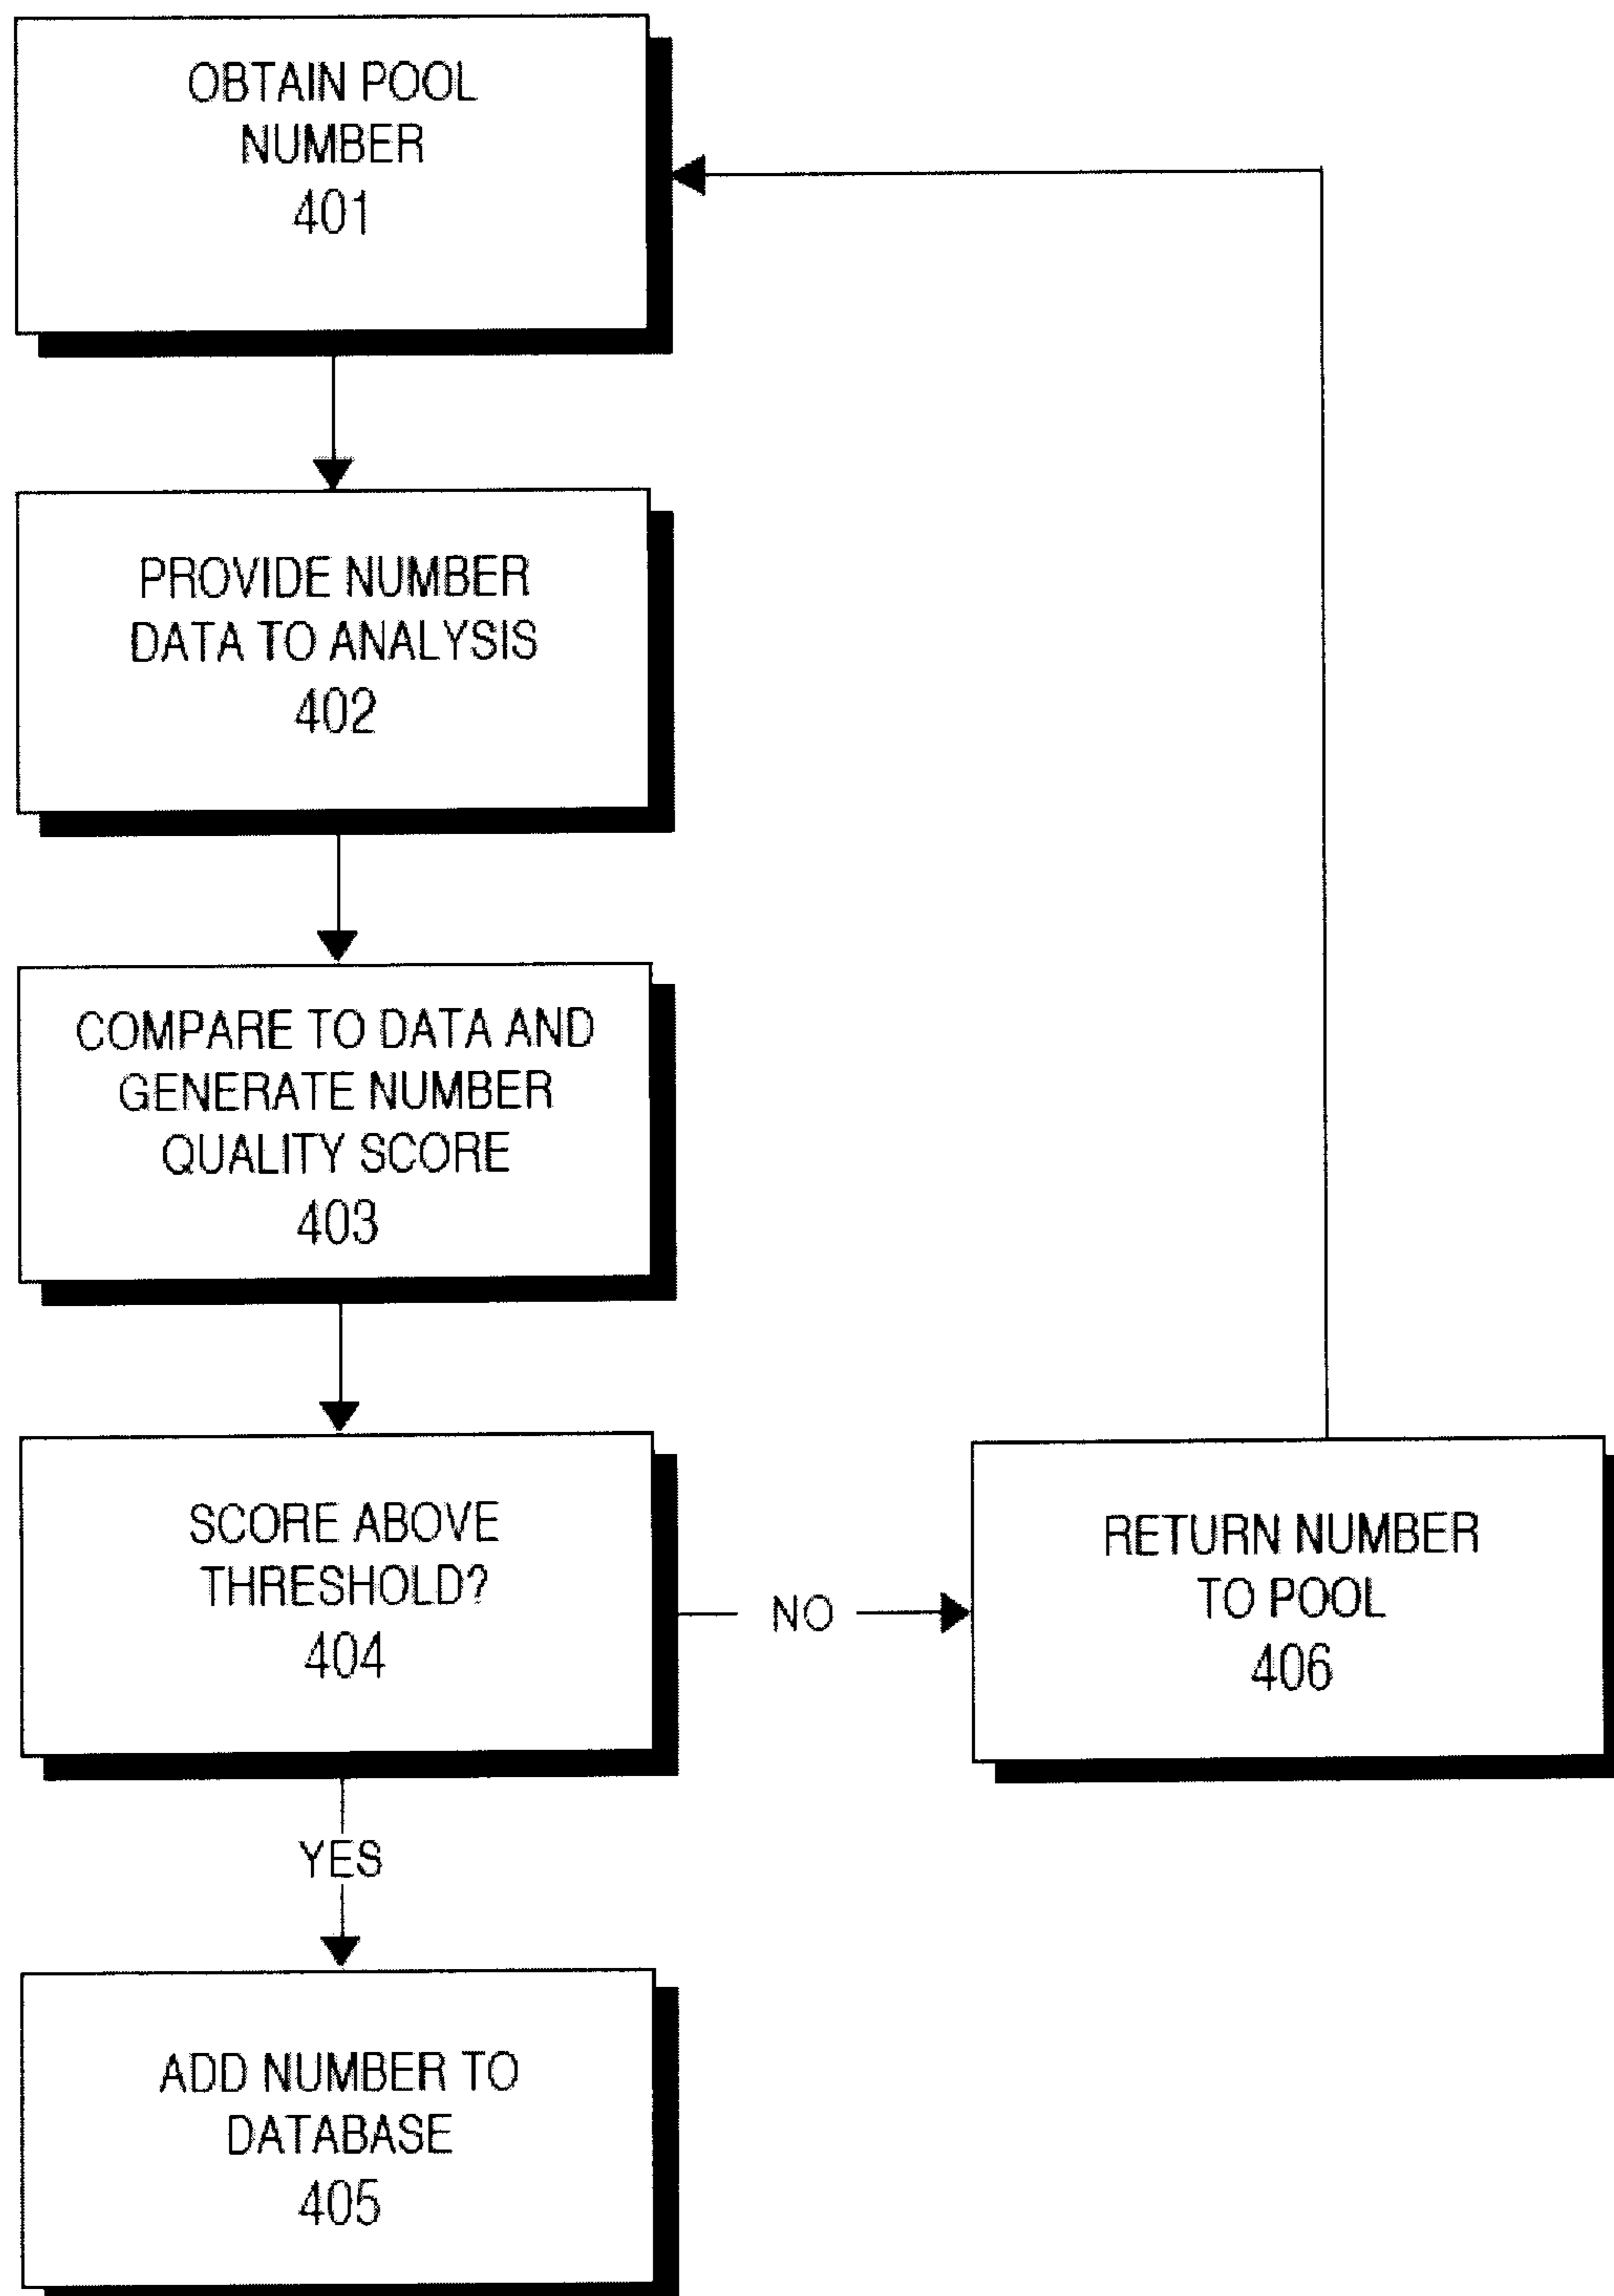 OBTAIN POOL
NUMBER
401
PROVIDE NUMBER
DATA TO ANALYSIS
402
COMPARE TO DATA AND
GENERATE NUMBER
QUALITY SCORE
403
SCORE ABOVE
THRESHOLD?
404
NO
RETURN NUMBER
TO POOL
406
YES
ADD NUMBER TO
DATABASE
405